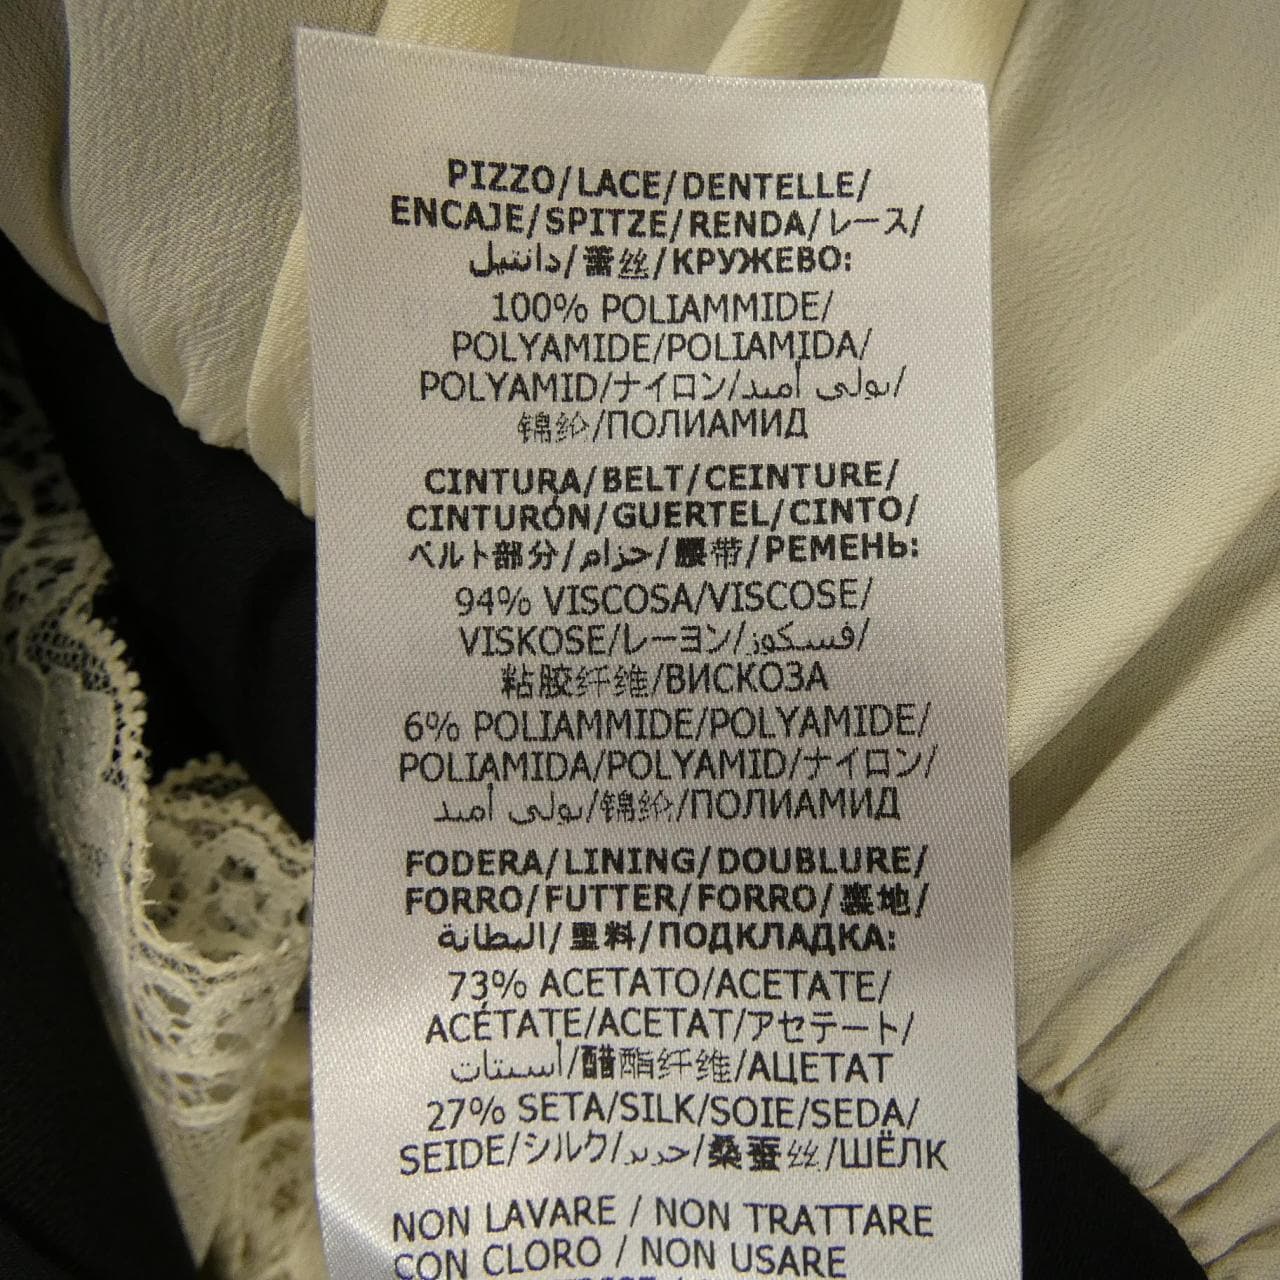 PIZZO/LACE/DENTELLE/
ENCAJE/SPITZE/RENDA/レース/
دانتيل/蕾丝/КРУЖЕВО:
100% POLIAMMIDE/
POLYAMIDE/POLIAMIDA/
POLYAMID/ナイロン/بولى أميد/
锦纶/ПОЛИАМИД
CINTURA/BELT/CEINTURE/
CINTURÓN/GUERTEL/CINTO/
ベルト部分/حزام/腰带/РЕМЕНЬ:
94% VISCOSA/VISCOSE/
VISKOSE/レーヨン/فسكوز/
粘胶纤维/ВИСКОЗА
6% POLIAMMIDE/POLYAMIDE/
POLIAMIDA/POLYAMID/ナイロン/
بولى أميد/锦纶/ПОЛИАМИД
FODERA/LINING/DOUBLURE/
FORRO/FUTTER/FORRO/裏地/
البطانة/里料/ПОДКЛАДКА:
73% ACETATO/ACETATE/
ACÉTATE/ACETAT/アセテート/
أستات/醋酯纤维/АЦЕТАТ
27% SETA/SILK/SOIE/SEDA/
SEIDE/シルク/حرير/桑蚕丝/ШЁЛК
NON LAVARE / NON TRATTARE
CON CLORO / NON USARE